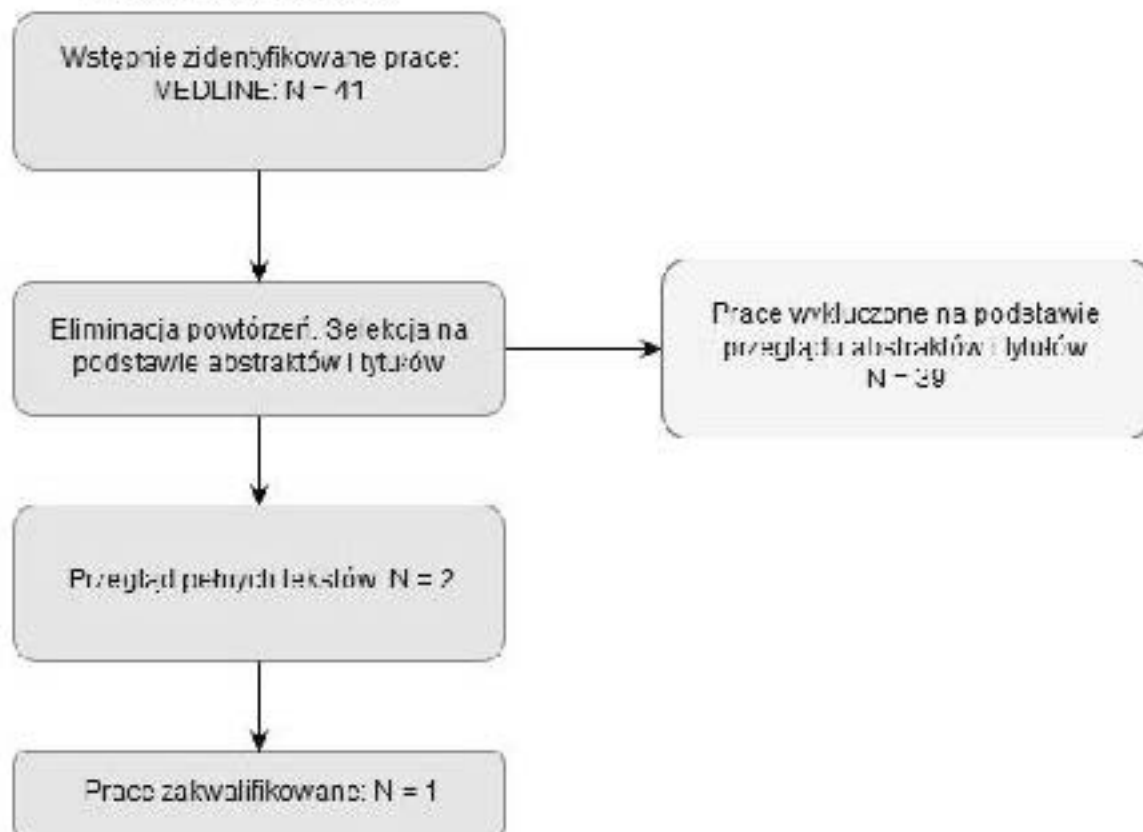 Wstępnie zidentyfikowane prace:
MEDLINE: N = 41
Eliminacja powtórzeń. Selekcja na
podstawie abstraktów i tytułów
Prace wykluczone na podstawie
przeglądu abstraktów i tytułów
N = 39
Przegląd pełnych tekstów: N = 2
Prace zakwalifikowane: N = 1